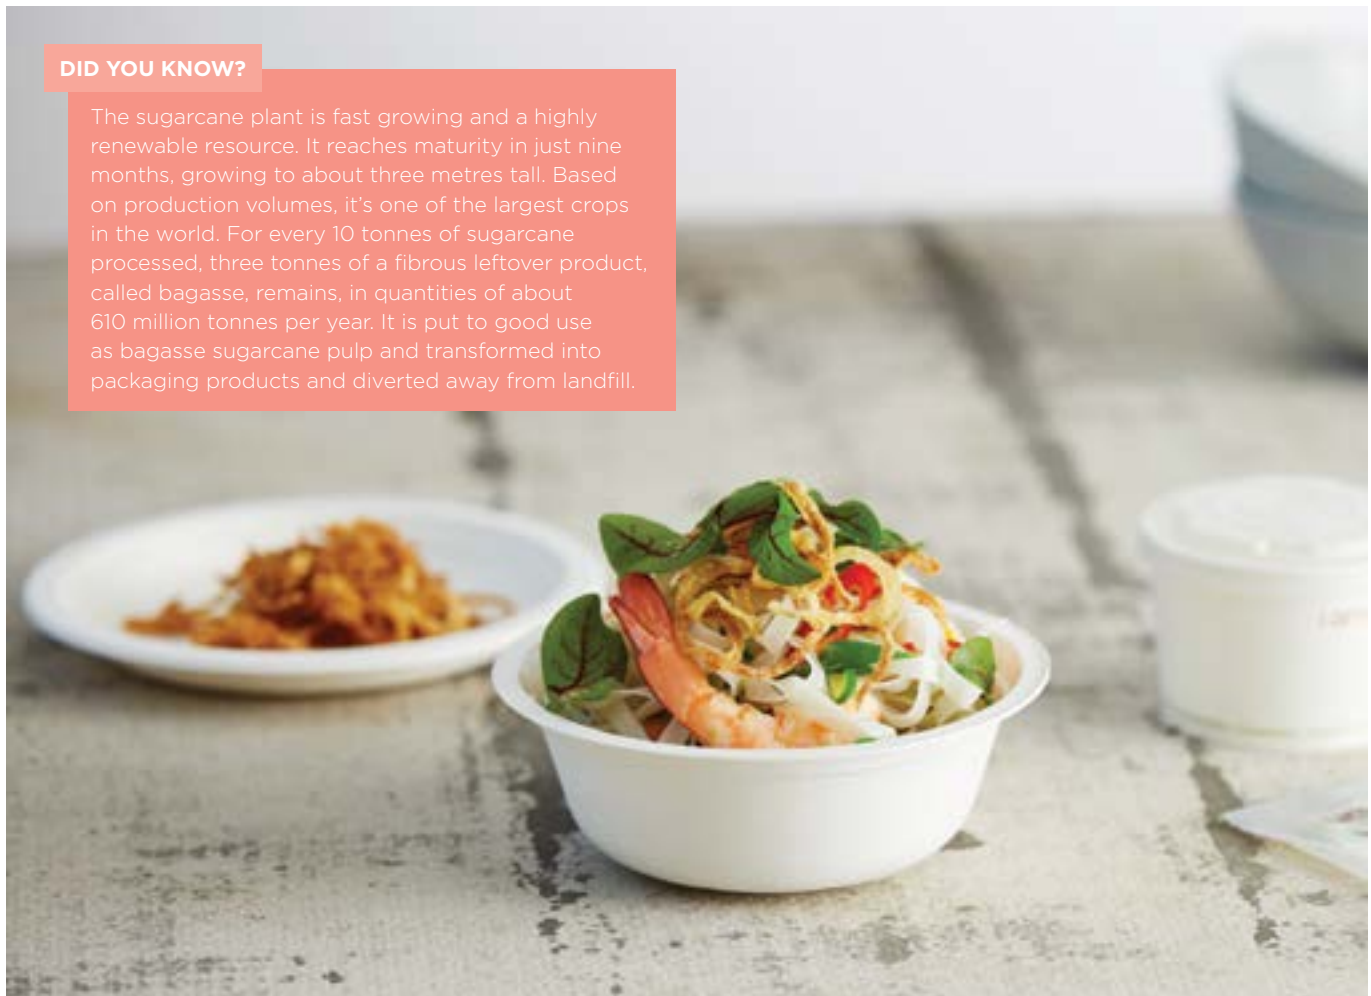 DID YOU KNOW?
The sugarcane plant is fast growing and a highly
renewable resource. It reaches maturity in just nine
months, growing to about three metres tall. Based
on production volumes, it’s one of the largest crops
in the world. For every 10 tonnes of sugarcane
processed, three tonnes of a fibrous leftover product,
called bagasse, remains, in quantities of about
610 million tonnes per year. It is put to good use
as bagasse sugarcane pulp and transformed into
packaging products and diverted away from landfill.